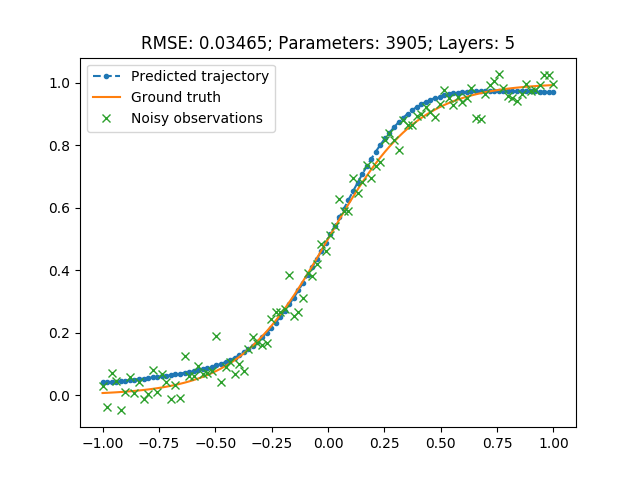 RMSE: 0.03465; Parameters: 3905; Layers: 5
Predicted trajectory
Ground truth
Noisy observations
1.0
0.8
0.6
0.4
0.2
0.0
−1.00 −0.75 −0.50 −0.25 0.00 0.25 0.50 0.75 1.00